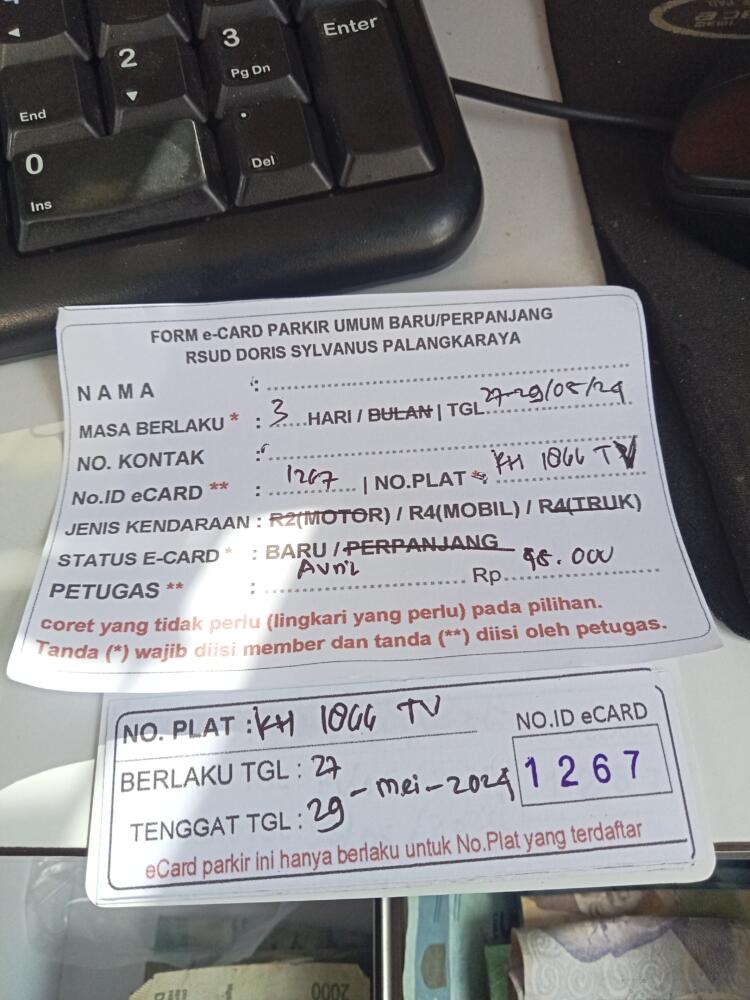 3
Enter
2
Pg Dn
End
0
Del
Ins
FORM e-CARD PARKIR UMUM BARU/PERPANJANG
RSUD DORIS SYLVANUS PALANGKARAYA
NAMA :
MASA BERLAKU * : 3 HARI / BULAN | TGL 27-29/05/24
NO. KONTAK :
No.ID eCARD ** : 1267 | NO.PLAT * KH 1866 TV
JENIS KENDARAAN : R2(MOTOR) / R4(MOBIL) / R4(TRUK)
STATUS E-CARD * : BARU / PERPANJANG
PETUGAS ** : Rp 98.000
coret yang tidak perlu (lingkari yang perlu) pada pilihan.
Tanda (*) wajib diisi member dan tanda (**) diisi oleh petugas.
NO. PLAT : KH 1866 TV
NO.ID eCARD
BERLAKU TGL : 27
1267
TENGGAT TGL : 29 - mei - 2024
eCard parkir ini hanya berlaku untuk No.Plat yang terdaftar
2000